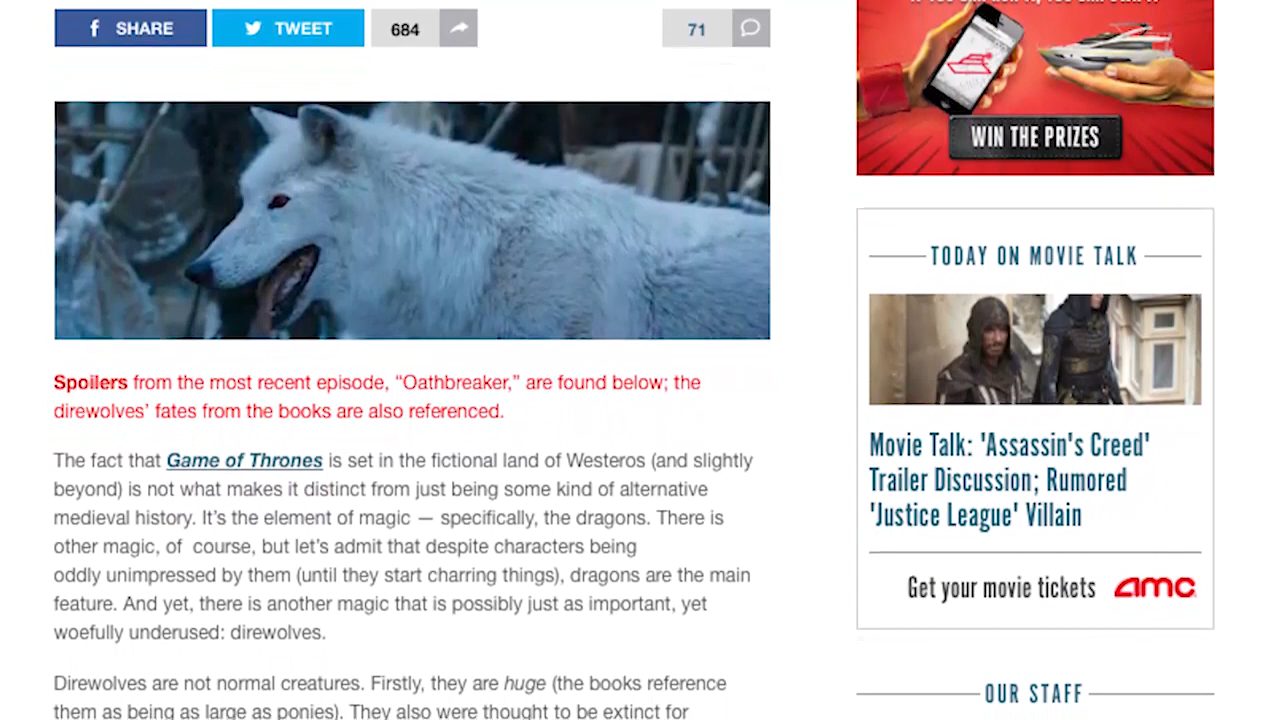 SHARE
TWEET
684
71
WIN THE PRIZES
Spoilers from the most recent episode, “Oathbreaker,” are found below; the
direwolves’ fates from the books are also referenced.
The fact that Game of Thrones is set in the fictional land of Westeros (and slightly
beyond) is not what makes it distinct from just being some kind of alternative
medieval history. It’s the element of magic — specifically, the dragons. There is
other magic, of course, but let’s admit that despite characters being
oddly unimpressed by them (until they start charring things), dragons are the main
feature. And yet, there is another magic that is possibly just as important, yet
woefully underused: direwolves.
Direwolves are not normal creatures. Firstly, they are huge (the books reference
them as being as large as ponies). They also were thought to be extinct for
TODAY ON MOVIE TALK
Movie Talk: 'Assassin's Creed'
Trailer Discussion; Rumored
'Justice League' Villain
Get your movie tickets amc
OUR STAFF